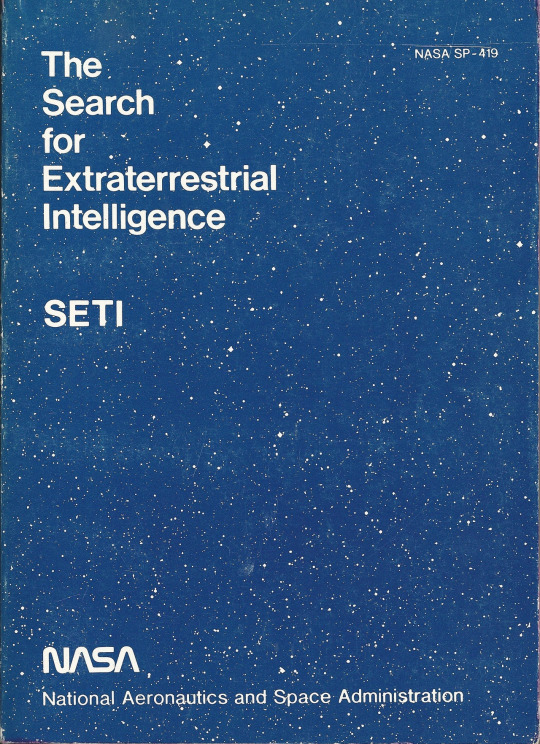 NASA SP-419
The
Search
for
Extraterrestrial
Intelligence
SETI
NASA
National Aeronautics and Space Administration